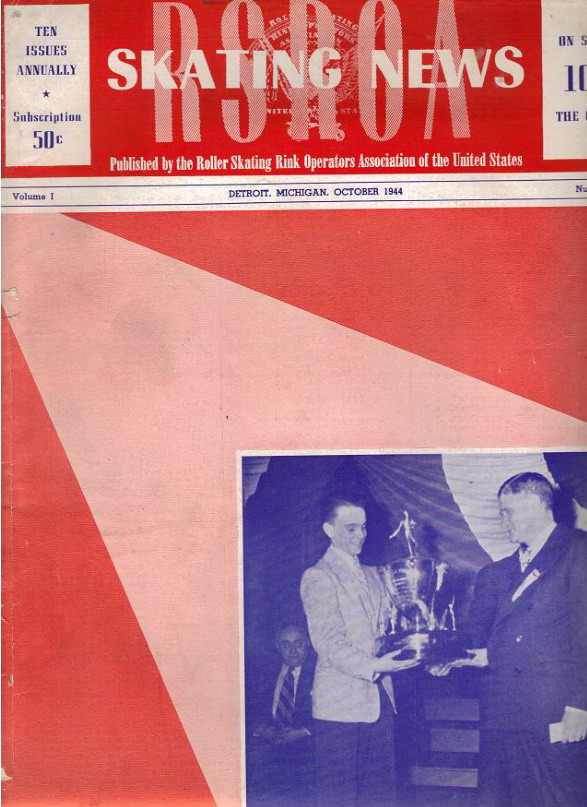 RSROA
SKATING NEWS
TEN
ISSUES
ANNUALLY
★
Subscription
50c
ON
10
THE
Published by the Roller Skating Rink Operators Association of the United States
Volume I
DETROIT, MICHIGAN, OCTOBER 1944